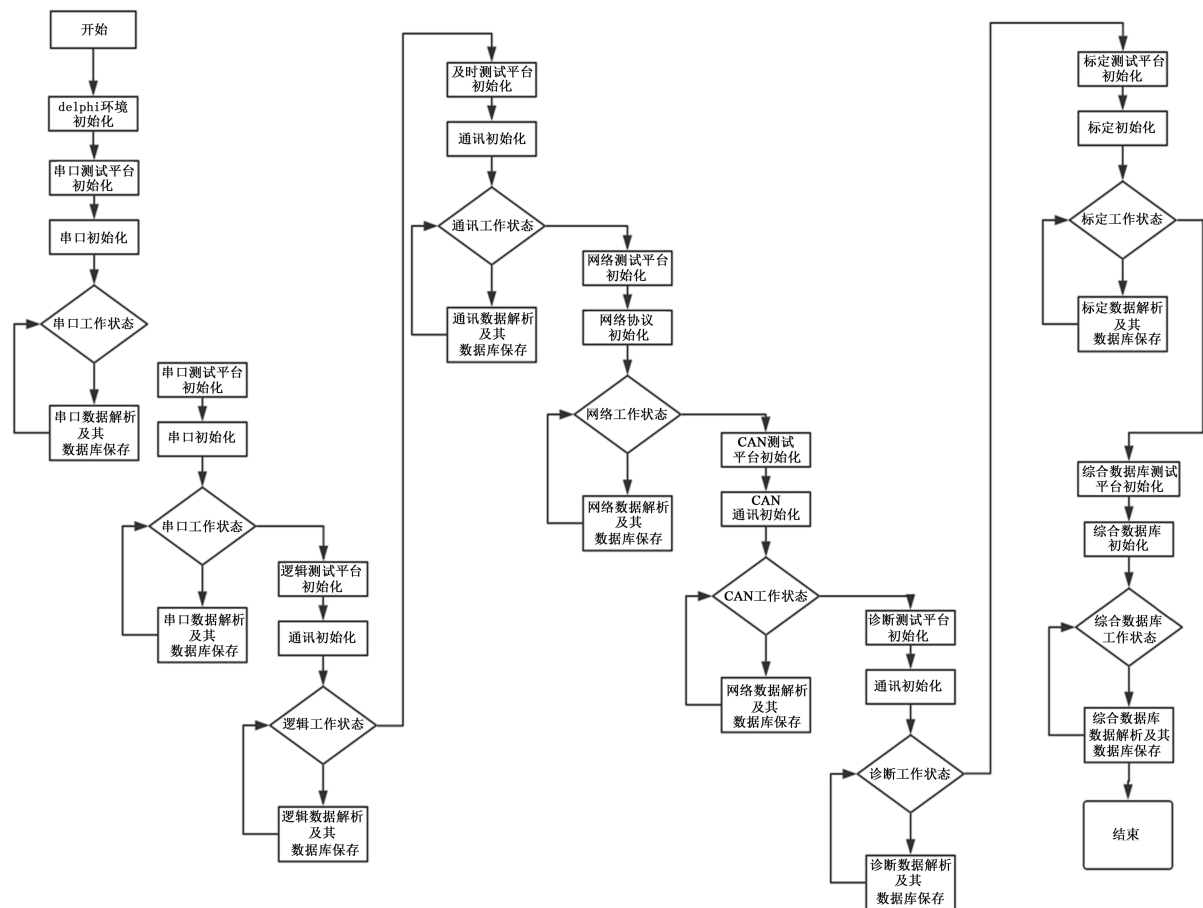 开始
delphi环境
初始化
串口测试平台
初始化
串口初始化
串口工作状态
串口数据解析
及其
数据库保存
串口测试平台
初始化
串口初始化
串口工作状态
串口数据解析
及其
数据库保存
逻辑测试平台
初始化
通讯初始化
逻辑工作状态
逻辑数据解析
及其
数据库保存
及时测试平台
初始化
通讯初始化
通讯工作状态
通讯数据解析
及其
数据库保存
网络测试平台
初始化
网络协议
初始化
网络工作状态
网络数据解析
及其
数据库保存
CAN测试
平台初始化
CAN
通讯初始化
CAN工作状态
网络数据解析
及其
数据库保存
诊断测试平台
初始化
通讯初始化
诊断工作状态
诊断数据解析
及其
数据库保存
标定测试平台
初始化
标定初始化
标定工作状态
标定数据解析
及其
数据库保存
综合数据库测试
平台初始化
综合数据库
初始化
综合数据库
工作状态
综合数据库
数据解析及其
数据库保存
结束